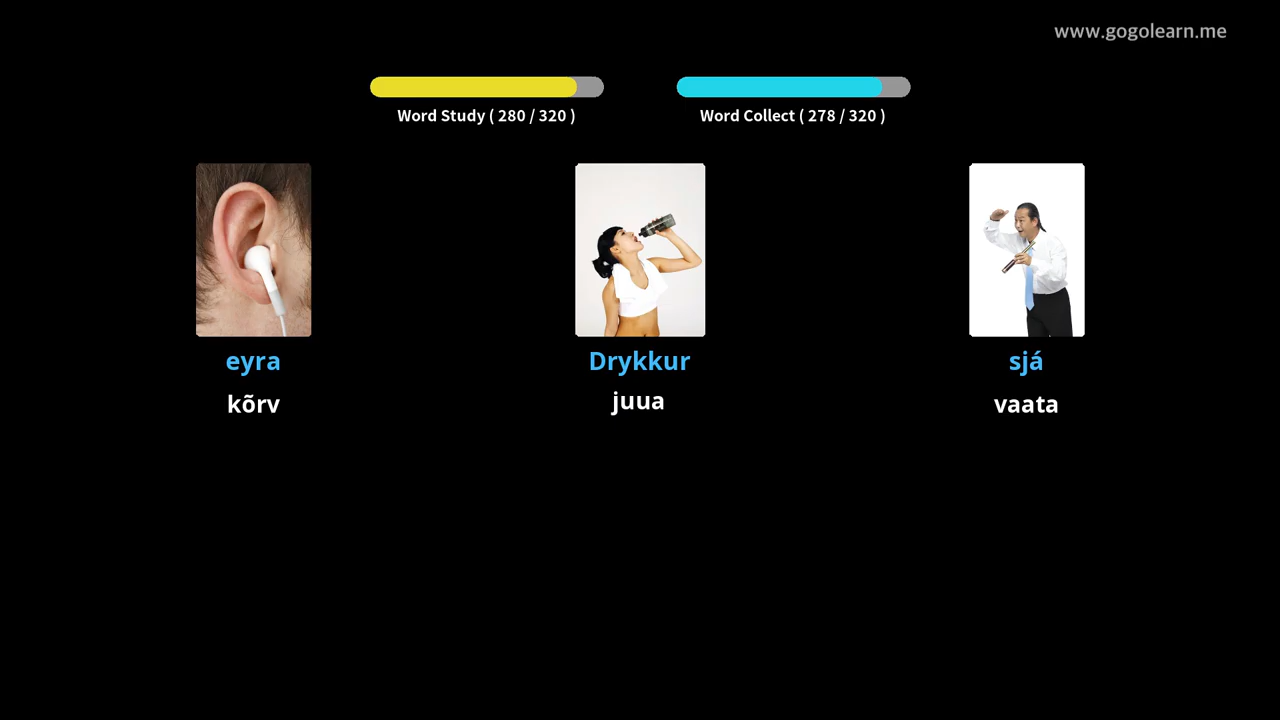 www.gogolearn.me
Word Study ( 280 / 320 )
Word Collect ( 278 / 320 )
eyra
Drykkur
sjá
kõrv
juua
vaata